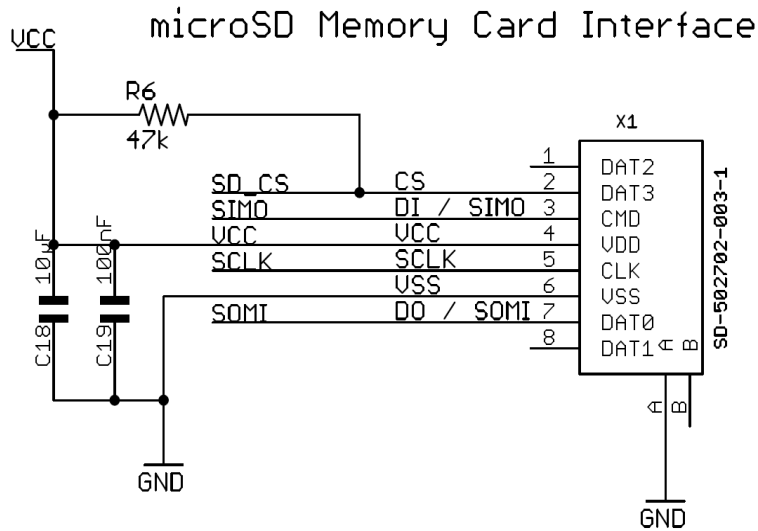 microSD Memory Card Interface
VCC
R6
47k
X1
1 DAT2
SD_CS CS 2 DAT3
SIMO DI / SIMO 3 CMD
VCC VCC 4 VDD
SCLK SCLK 5 CLK
VSS 6 VSS
SOMI DO / SOMI 7 DAT0
8 DAT1
A B
A B
SD-502702-003-1
10µF
C18
100nF
C19
GND
GND